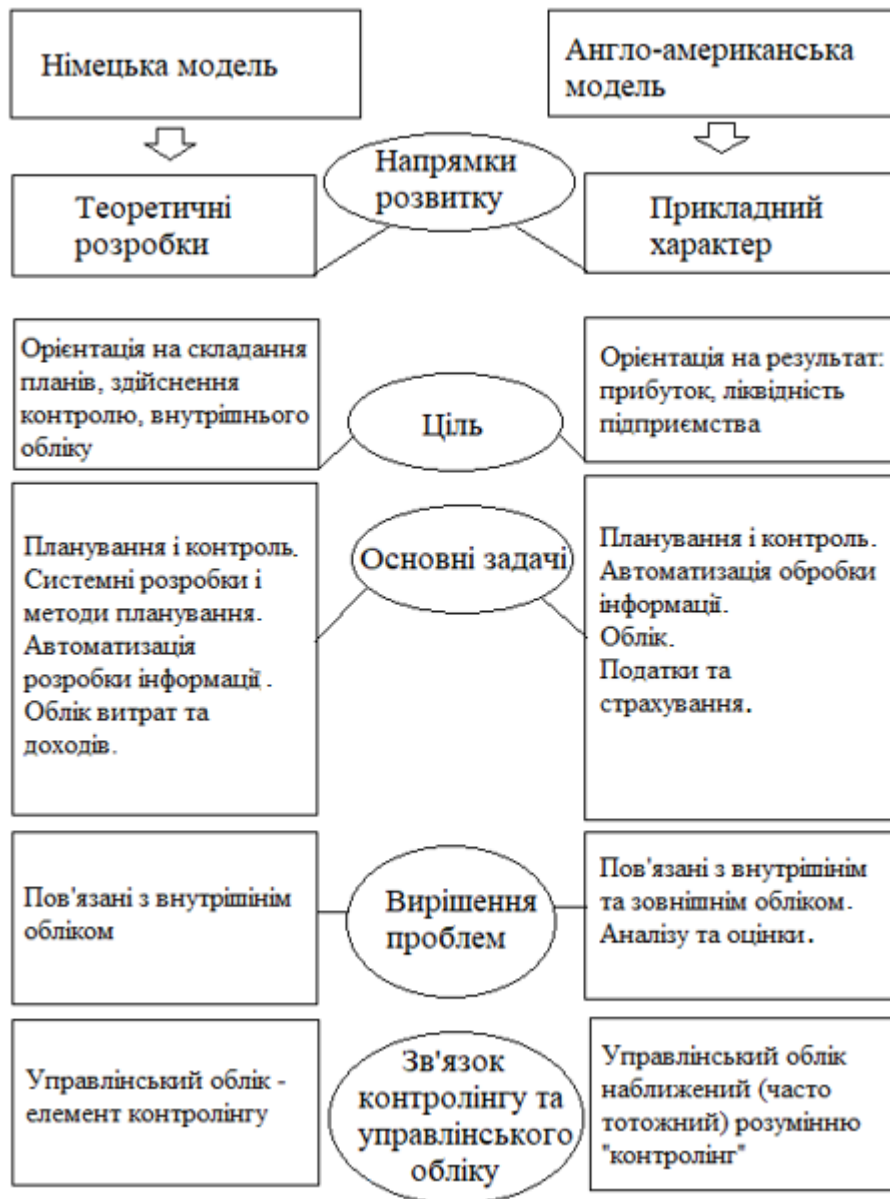 Німецька модель
Англо-американська
модель
Напрямки
розвитку
Теоретичні
розробки
Прикладний
характер
Орієнтація на складання
планів, здійснення
контролю, внутрішнього
обліку
Ціль
Орієнтація на результат:
прибуток, ліквідність
підприємства
Планування і контроль.
Системні розробки і
методи планування.
Автоматизація
розробки інформації.
Облік витрат та
доходів.
Основні задачі
Планування і контроль.
Автоматизація обробки
інформації.
Облік.
Податки та
страхування.
Пов'язані з внутрішінім
обліком
Вирішення
проблем
Пов'язані з внутрішінім
та зовнішнім обліком.
Аналізу та оцінки.
Управлінський облік -
елемент контролінгу
Зв'язок
контролінгу та
управлінського
обліку
Управлінський облік
наближений (часто
тотожний) розумінню
"контролінг"